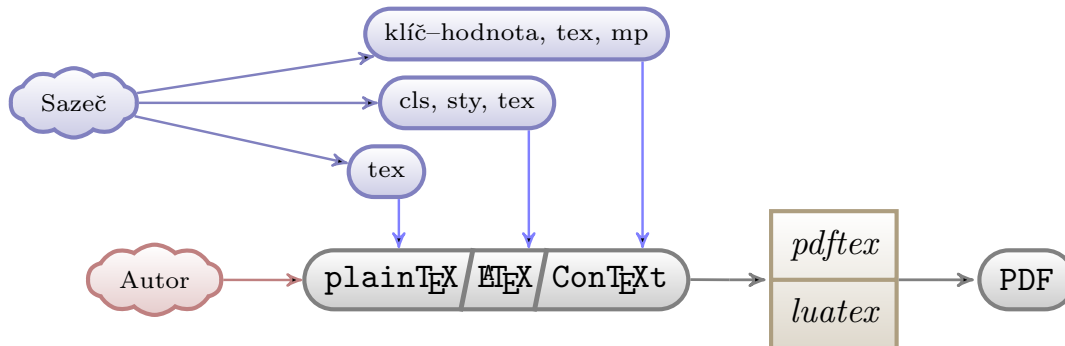 klíč–hodnota, tex, mp
Sazeč
cls, sty, tex
tex
Autor
plainTEX/LATEX/ConTEXt
pdftex
luatex
PDF